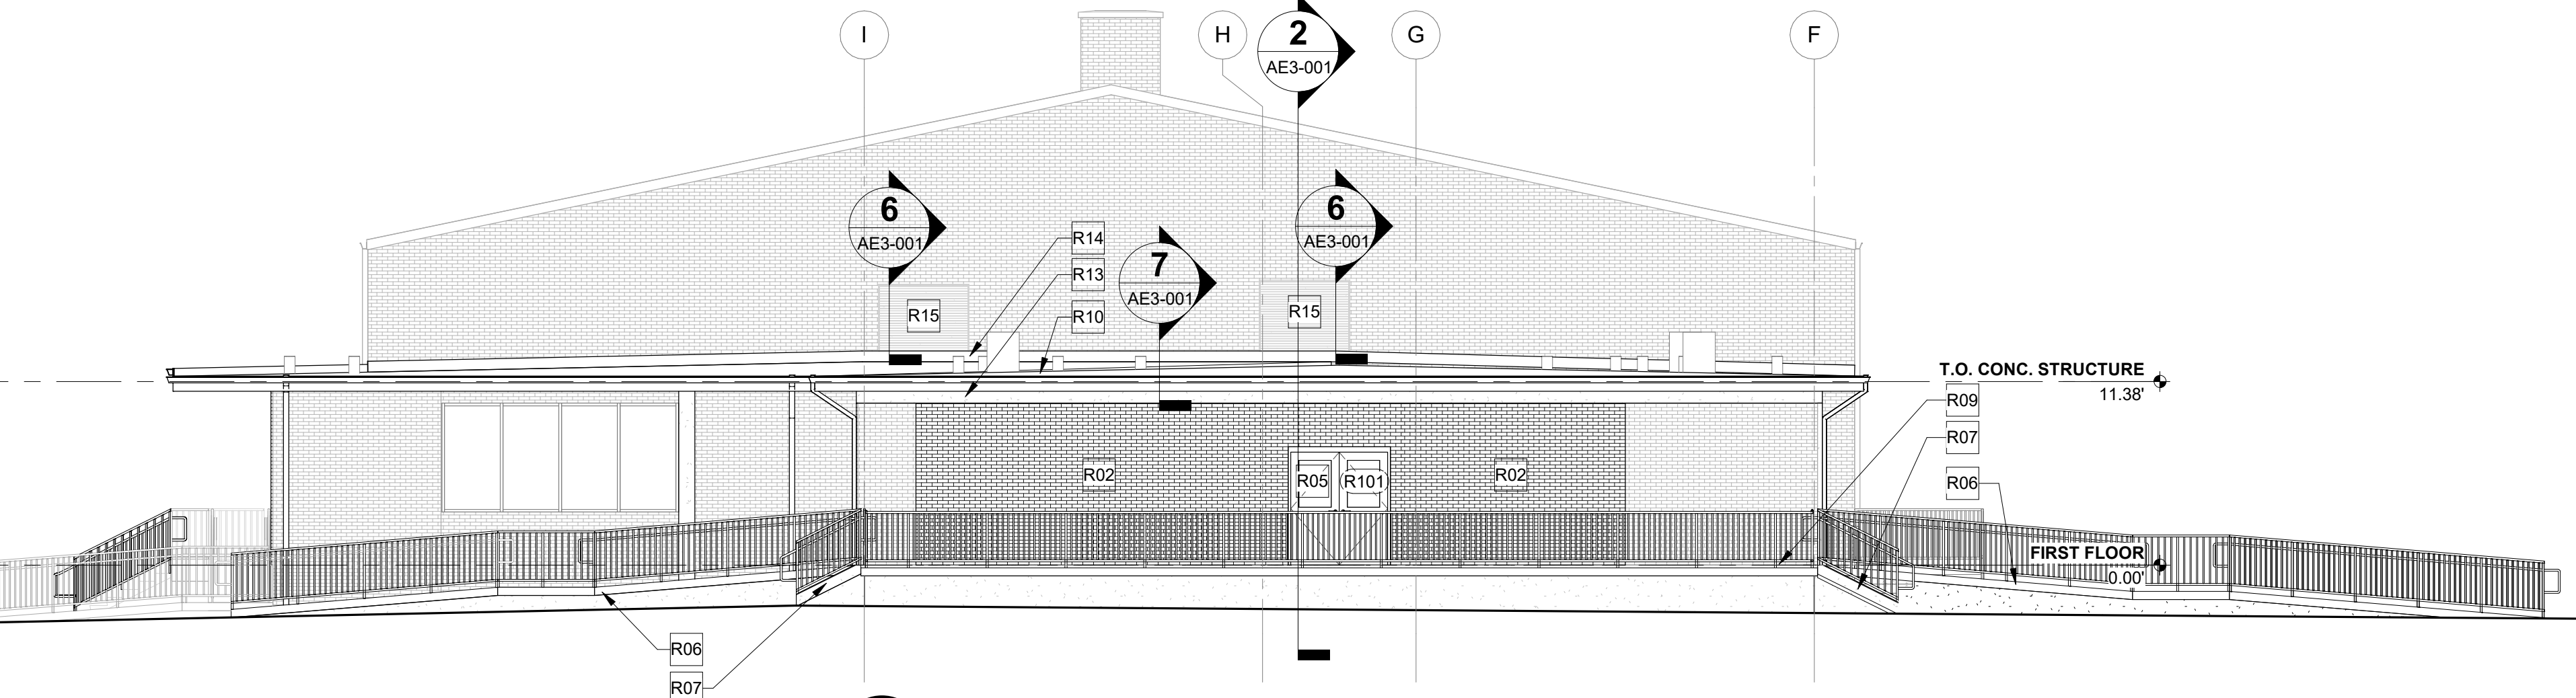 I
H
2
AE3-001
G
F
6
AE3-001
6
AE3-001
R14
7
AE3-001
R13
R10
R15
R15
T.O. CONC. STRUCTURE
11.38'
R09
R07
R02
R05
R101
R02
R06
FIRST FLOOR
0.00'
R06
R07